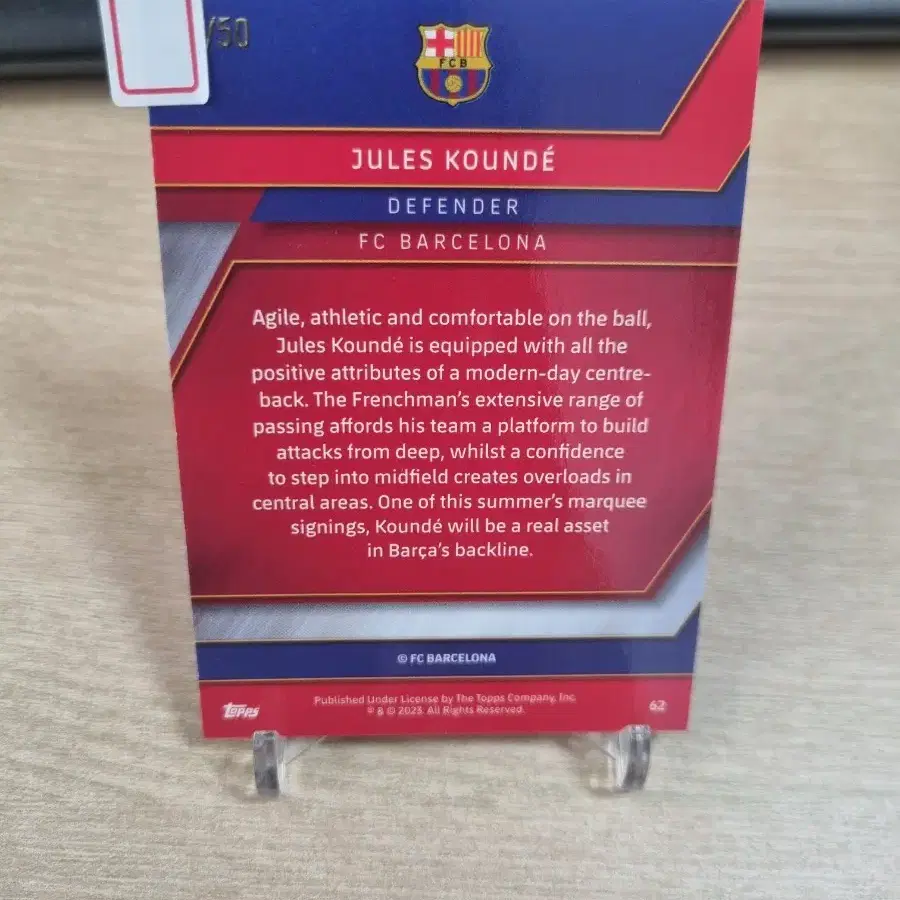 /50
FCB
JULES KOUNDÉ
DEFENDER
FC BARCELONA
Agile, athletic and comfortable on the ball,
Jules Koundé is equipped with all the
positive attributes of a modern-day centre-
back. The Frenchman's extensive range of
passing affords his team a platform to build
attacks from deep, whilst a confidence
to step into midfield creates overloads in
central areas. One of this summer's marquee
signings, Koundé will be a real asset
in Barça's backline.
© FC BARCELONA
Published Under License by The Topps Company, Inc.
® & © 2023. All Rights Reserved.
topps
62